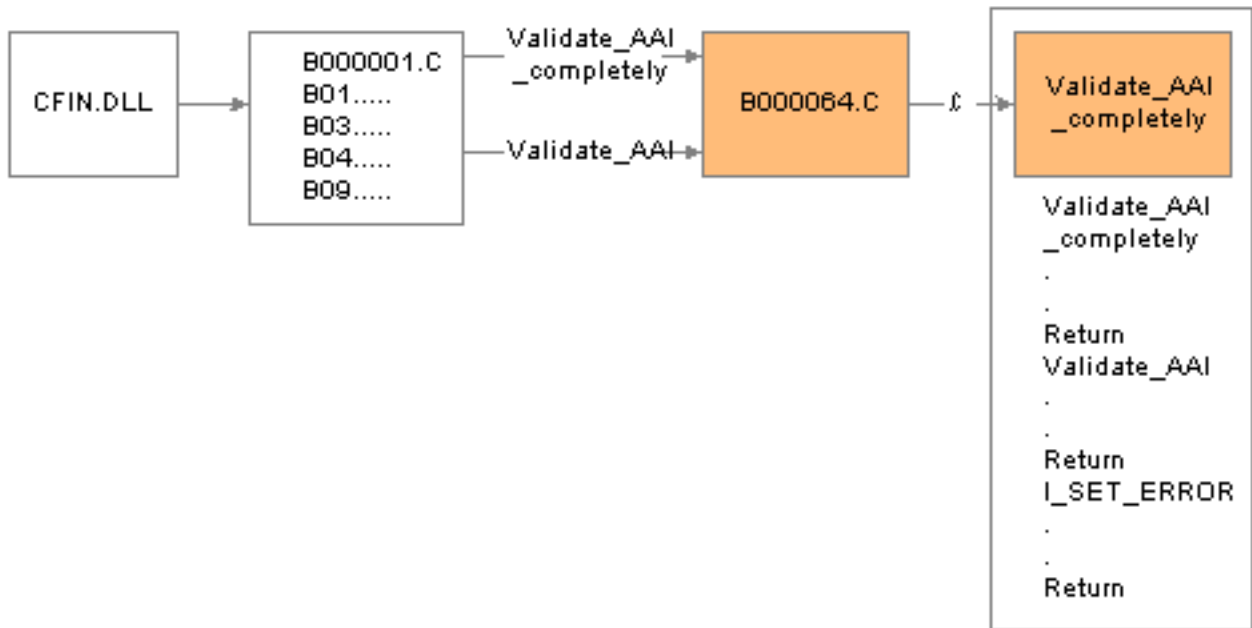 CFIN.DLL
B000001.C
B01.....
B03.....
B04.....
B09.....
Validate_AAI
_completely
Validate_AAI
B000064.C
Validate_AAI
_completely
Validate_AAI
_completely
.
.
Return
Validate_AAI
.
.
Return
I_SET_ERROR
.
.
Return